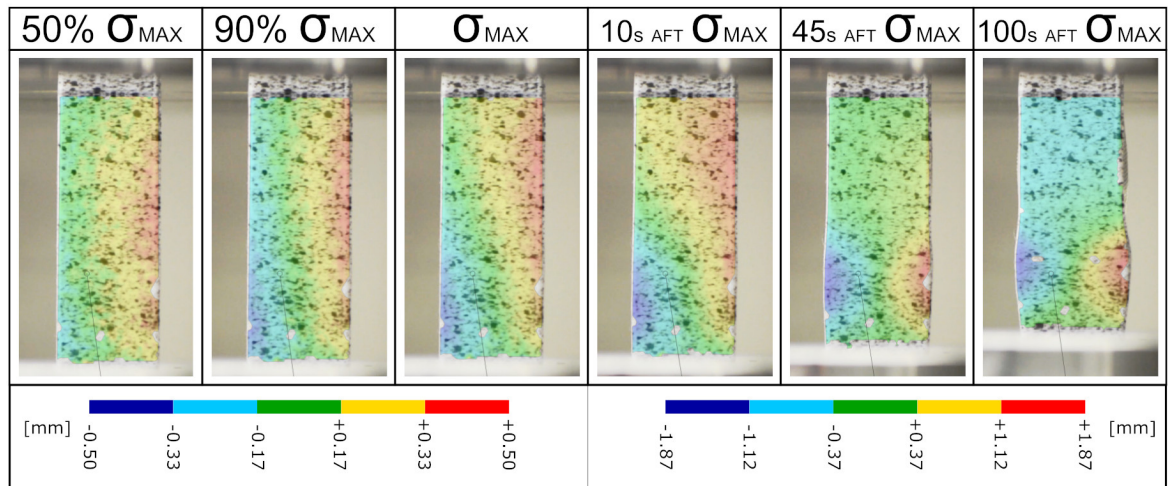 50% σMAX
90% σMAX
σMAX
10s AFT σMAX
45s AFT σMAX
100s AFT σMAX
[mm]
-0.50
-0.33
-0.17
+0.17
+0.33
+0.50
-1.87
-1.12
-0.37
+0.37
+1.12
+1.87
[mm]